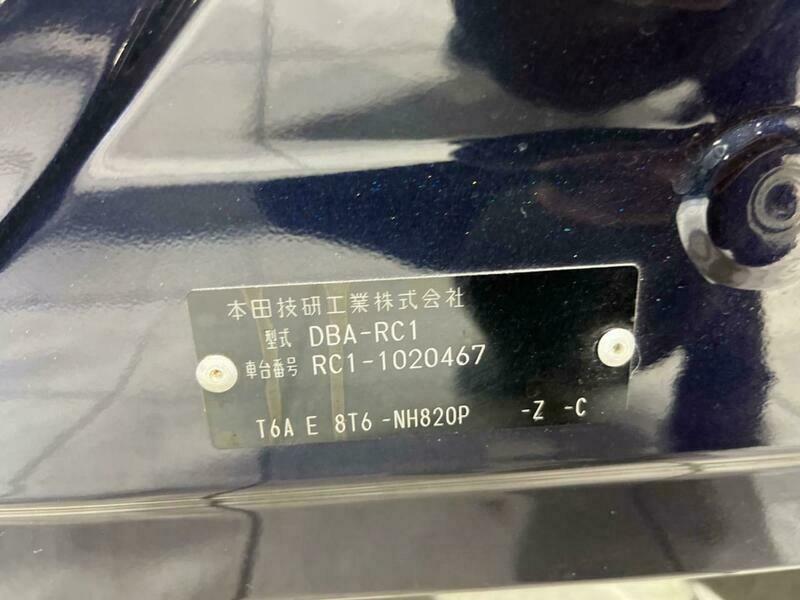 本田技研工業株式会社
型式 DBA-RC1
車台番号 RC1-1020467
T6A E 8T6 -NH820P -Z -C